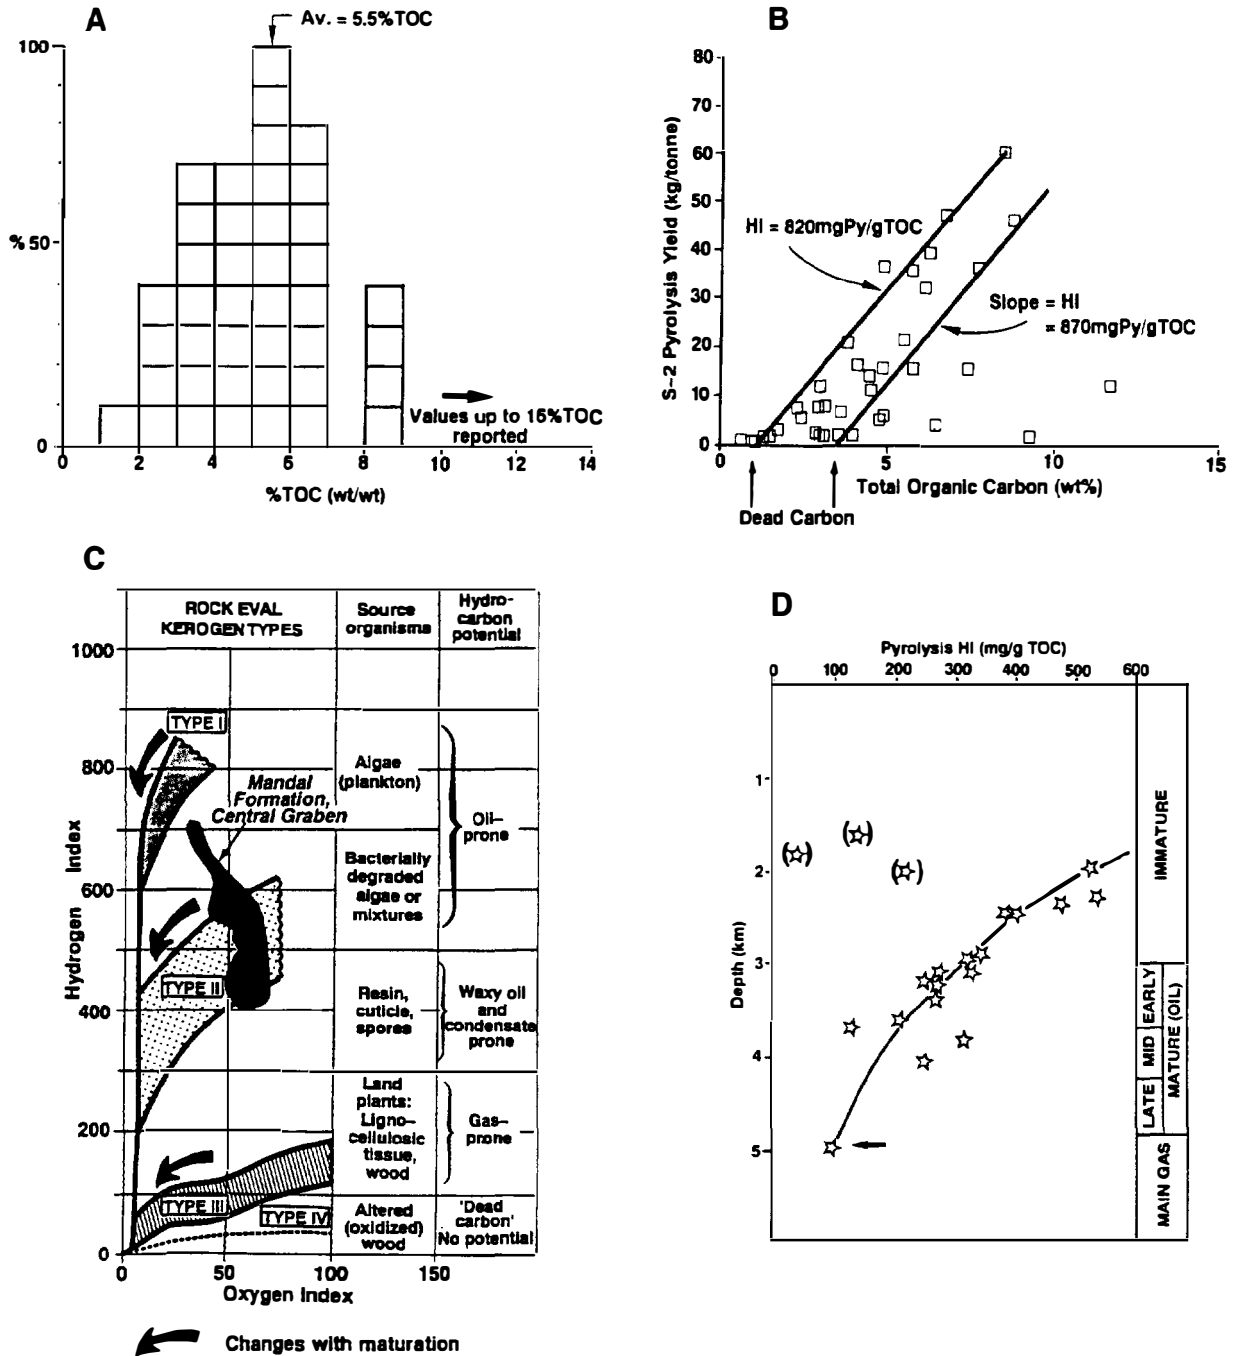 A
Av. = 5.5%TOC
100
% 50
0
0 2 4 6 8 10 12 14
Values up to 15%TOC
reported
%TOC (wt/wt)
B
80
70
60
50
40
30
20
10
0
S-2 Pyrolysis Yield (kg/tonne)
HI = 820mgPy/gTOC
Slope = HI
= 870mgPy/gTOC
0 5 10 15
Total Organic Carbon (wt%)
Dead Carbon
C
ROCK EVAL
KEROGEN TYPES
Source
organisms
Hydro-
carbon
potential
1000
800
600
400
200
0
Hydrogen Index
TYPE I
Mandal
Formation,
Central Graben
TYPE II
TYPE III
TYPE IV
Algae
(plankton)
Bacterially
degraded
algae or
mixtures
Oil-
prone
Resin,
cuticle,
spores
Waxy oil
and
condensate
prone
Land
plants:
Ligno-
cellulosic
tissue,
wood
Gas-
prone
Altered
(oxidized)
wood
'Dead
carbon'
No potential
0 50 100 150
Oxygen Index
Changes with maturation
D
Pyrolysis HI (mg/g TOC)
0 100 200 300 400 500 600
1
2
3
4
5
Depth (km)
IMMATURE
EARLY
MID
LATE
MATURE (OIL)
MAIN GAS